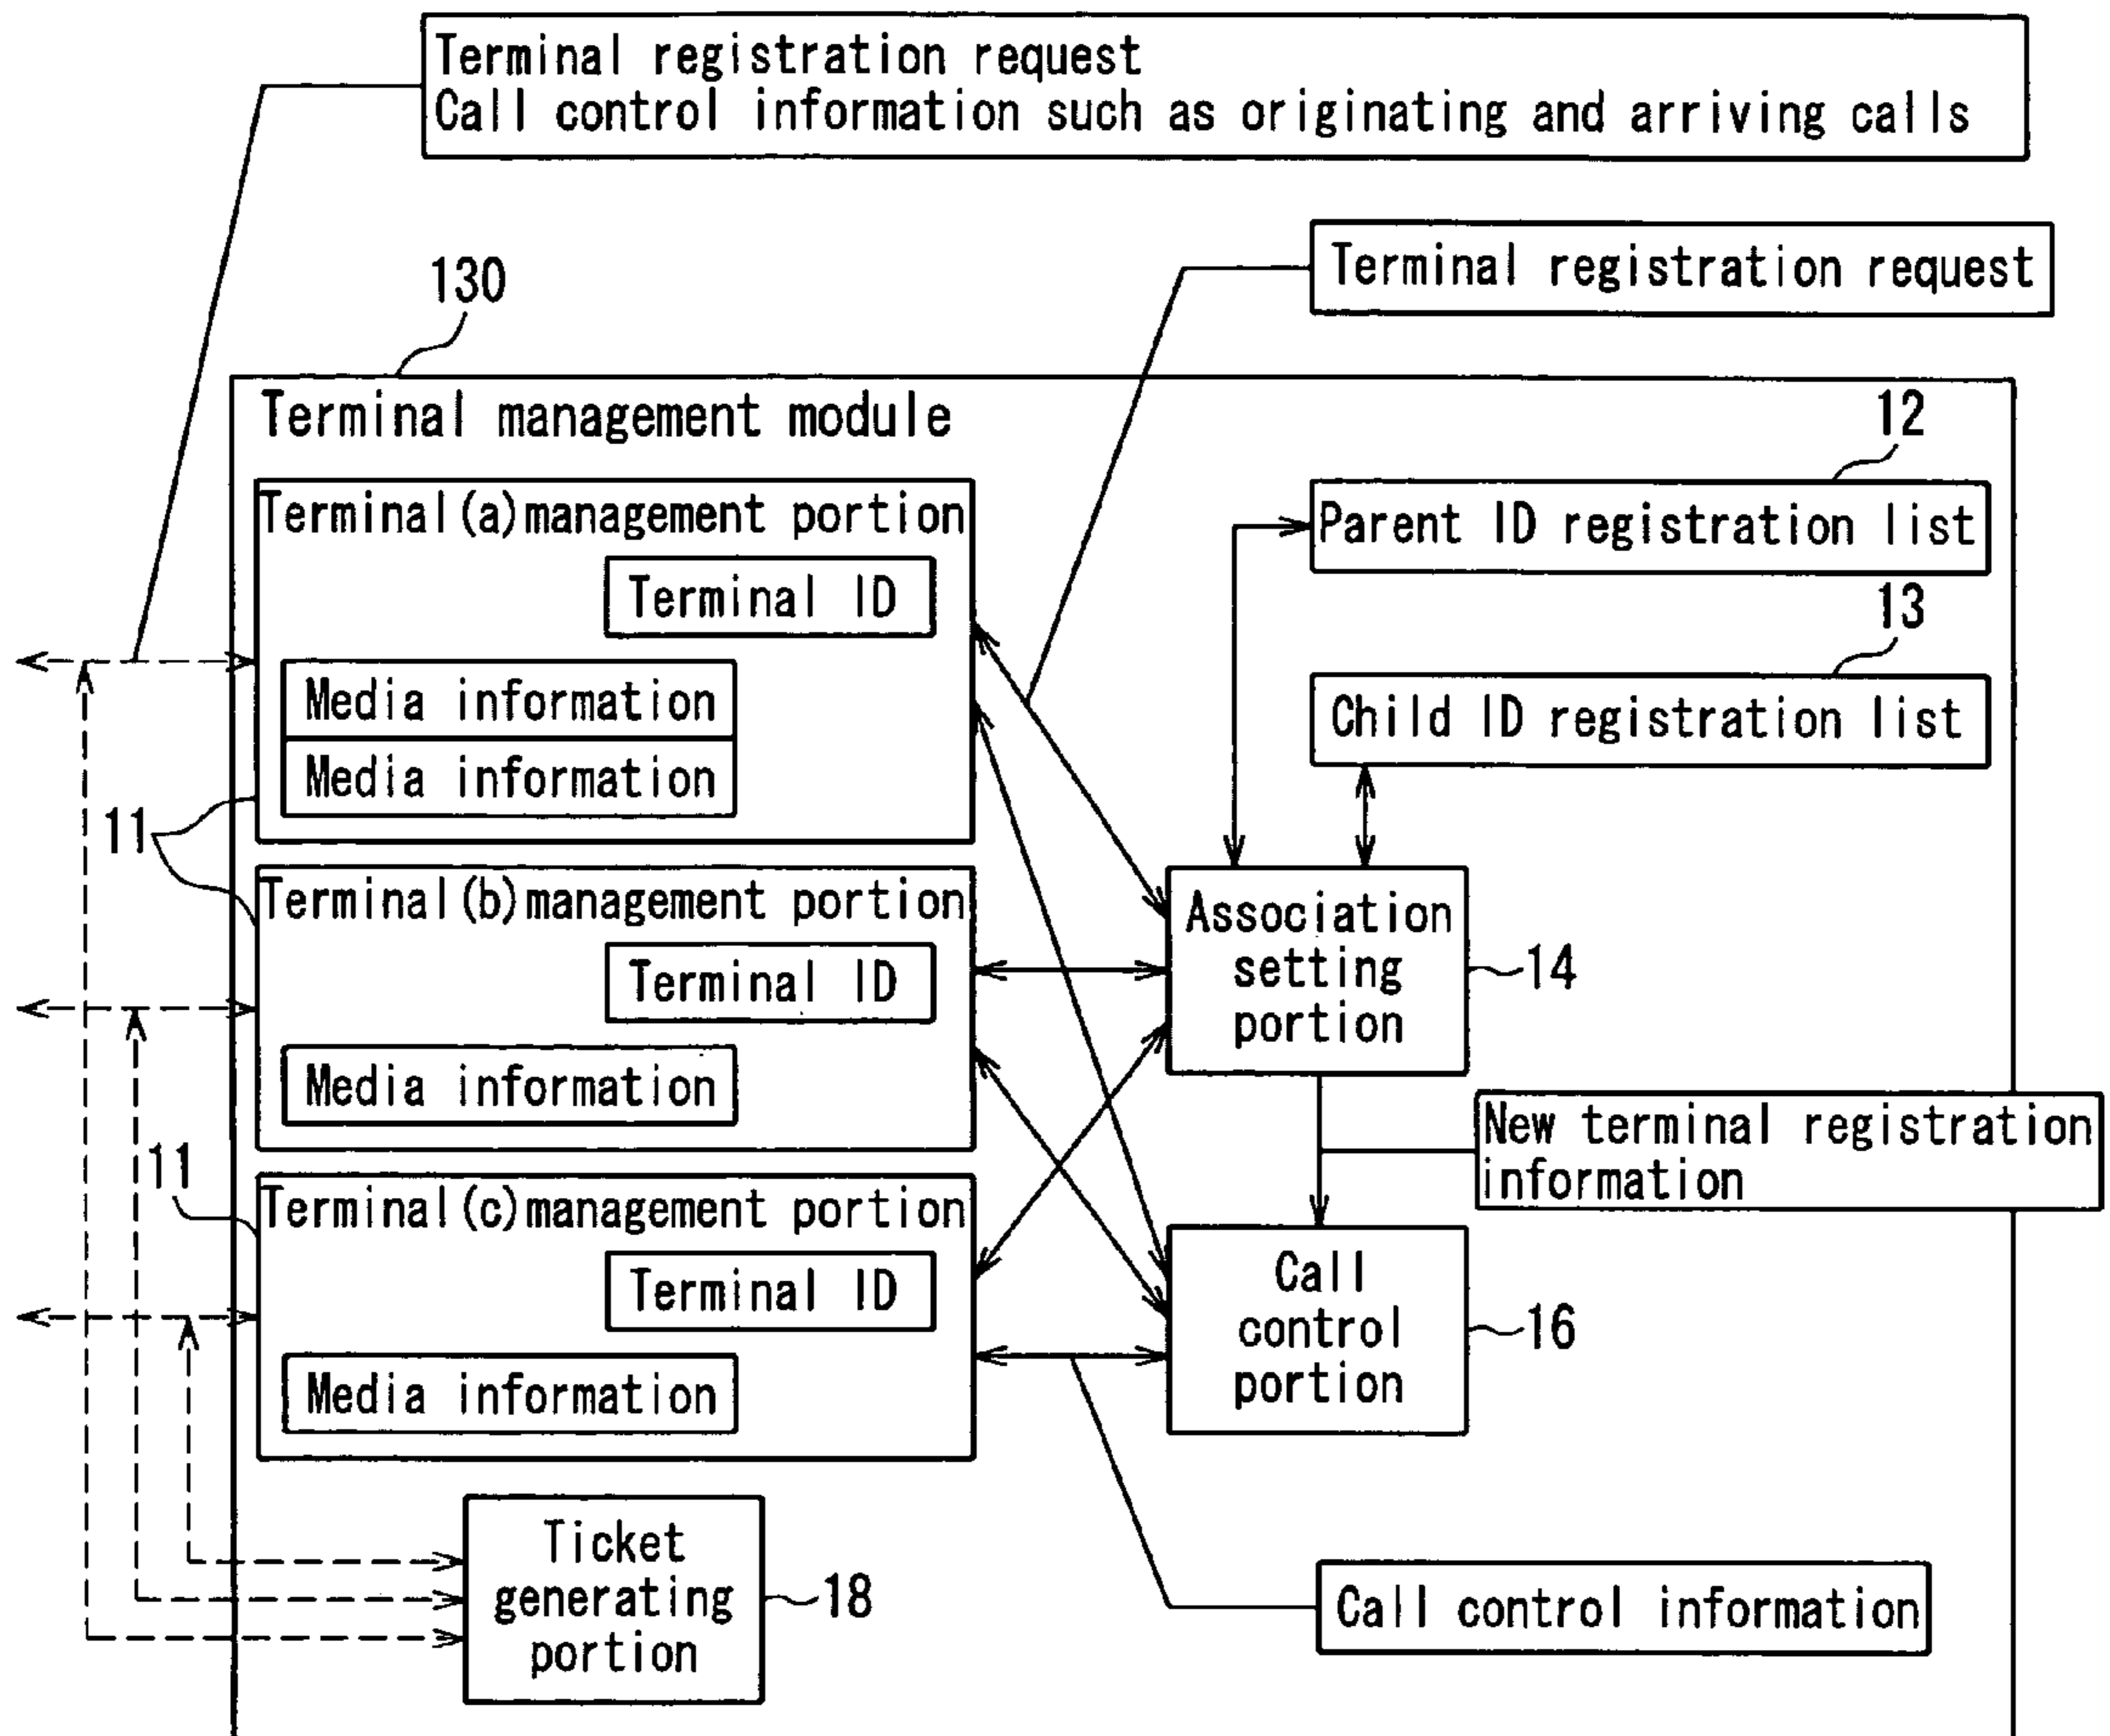 Terminal registration request
Call control information such as originating and arriving calls
Terminal registration request
130
Terminal management module
12
Terminal(a)management portion
Parent ID registration list
Terminal ID
13
Media information
Child ID registration list
Media information
11
Terminal(b)management portion
Association
setting
portion
14
Terminal ID
Media information
New terminal registration
information
11
Terminal(c)management portion
Terminal ID
Call
control
portion
16
Media information
Ticket
generating
portion
18
Call control information